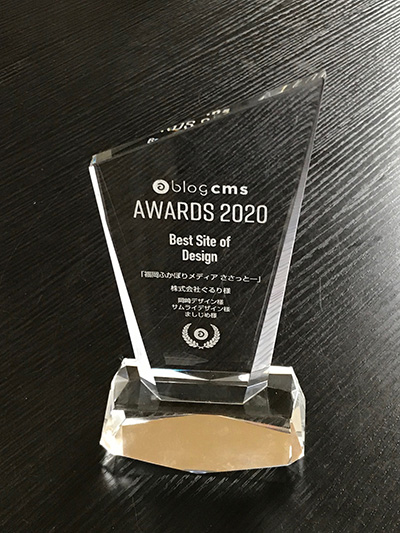 a-blog cms
AWARDS 2020
Best Site of
Design
「福岡ふかぼりメディア ささっとー」
株式会社ぐるり様
岡崎デザイン様
サムライデザイン様
ましじめ様